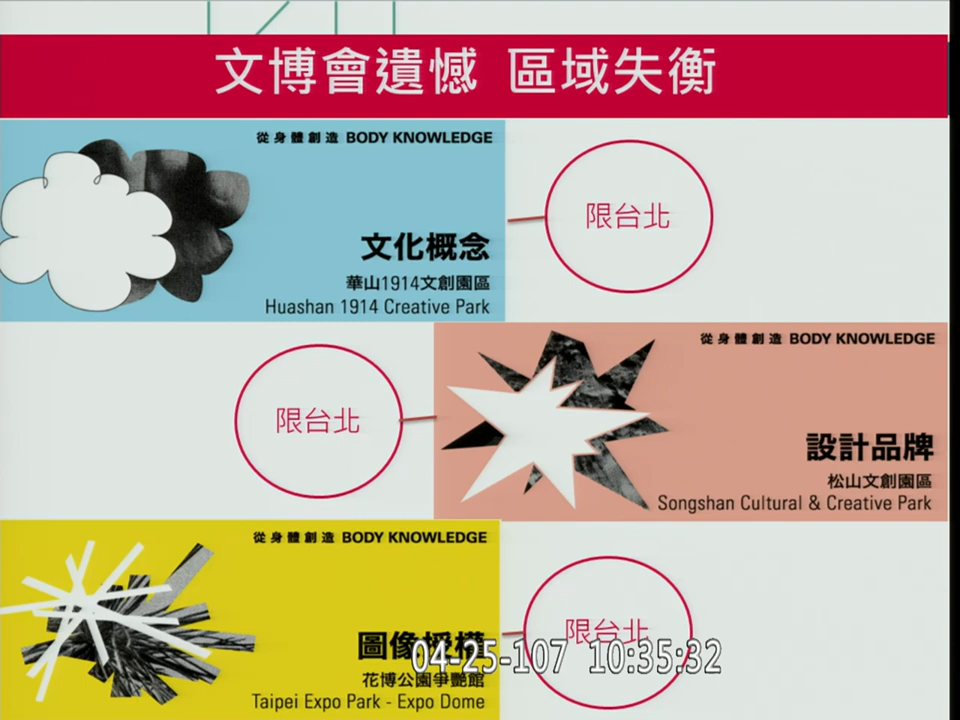 文博會遺憾 區域失衡
從身體創造 BODY KNOWLEDGE
文化概念
華山1914文創園區
Huashan 1914 Creative Park
限台北
從身體創造 BODY KNOWLEDGE
限台北
設計品牌
松山文創園區
Songshan Cultural & Creative Park
從身體創造 BODY KNOWLEDGE
圖像授權
限台北
04-25-107 10:35:32
花博公園爭艷館
Taipei Expo Park - Expo Dome